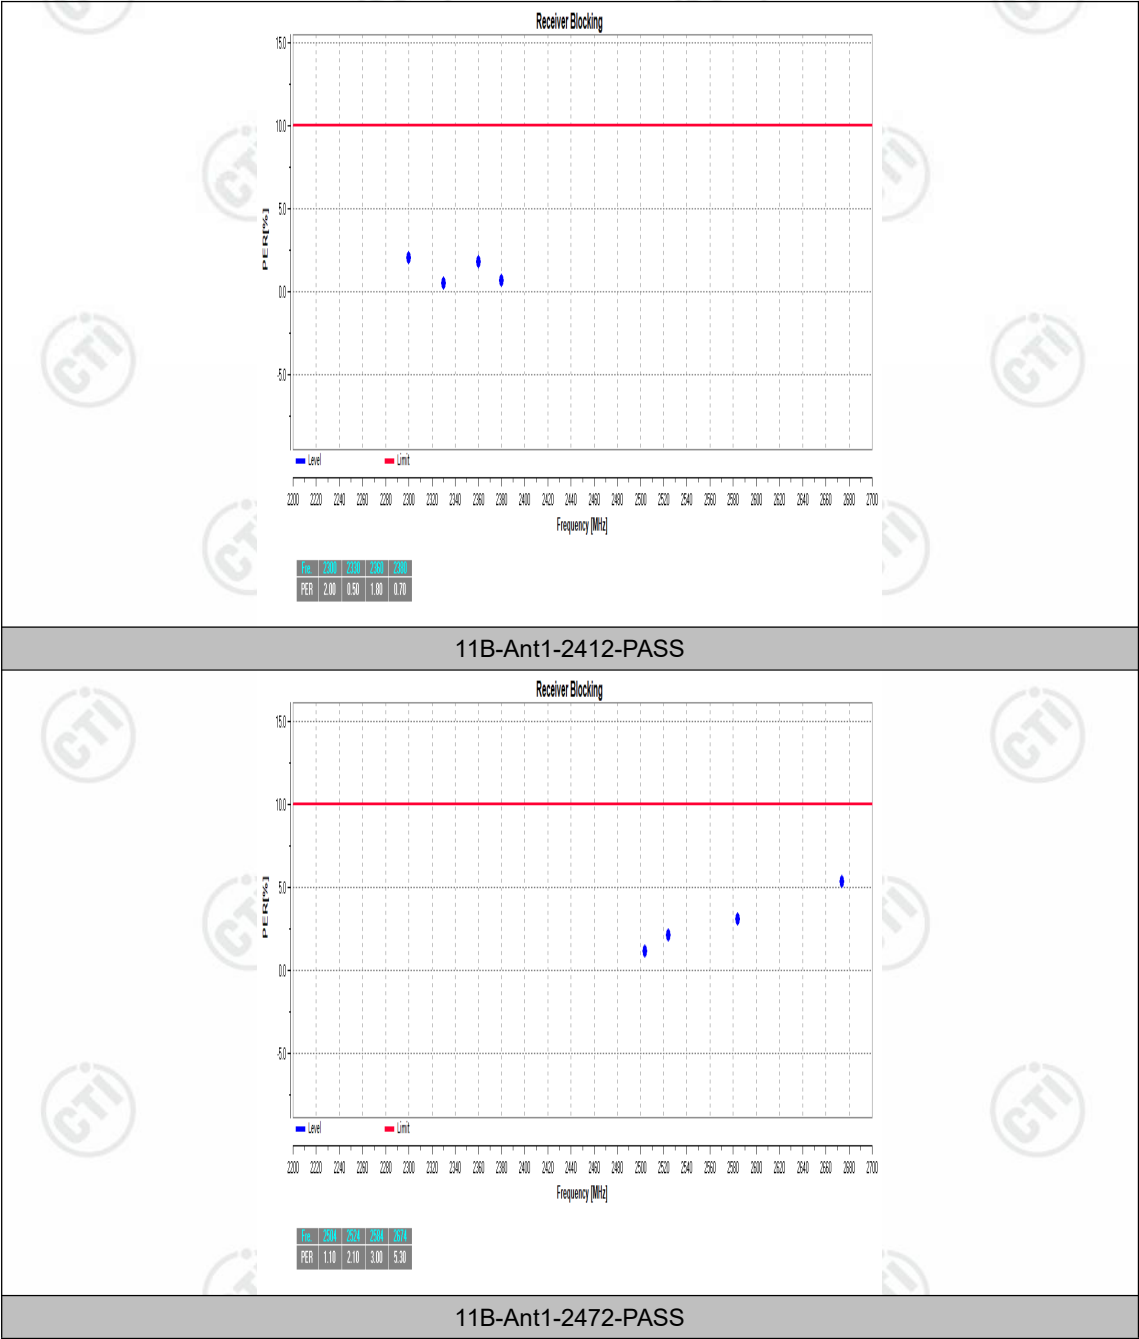 Receiver Blocking
15.0
10.0
5.0
0.0
-5.0
PER[%]
Level Limit
2200 2220 2240 2260 2280 2300 2320 2340 2360 2380 2400 2420 2440 2460 2480 2500 2520 2540 2560 2580 2600 2620 2640 2660 2680 2700
Frequency [MHz]
Fre. 2300 2330 2360 2380
PER 2.00 0.50 1.80 0.70
11B-Ant1-2412-PASS
Receiver Blocking
15.0
10.0
5.0
0.0
-5.0
PER[%]
Level Limit
2200 2220 2240 2260 2280 2300 2320 2340 2360 2380 2400 2420 2440 2460 2480 2500 2520 2540 2560 2580 2600 2620 2640 2660 2680 2700
Frequency [MHz]
Fre. 2504 2524 2584 2674
PER 1.10 2.10 3.00 5.30
11B-Ant1-2472-PASS
CTI
CTI
CTI
CTI
CTI
CTI